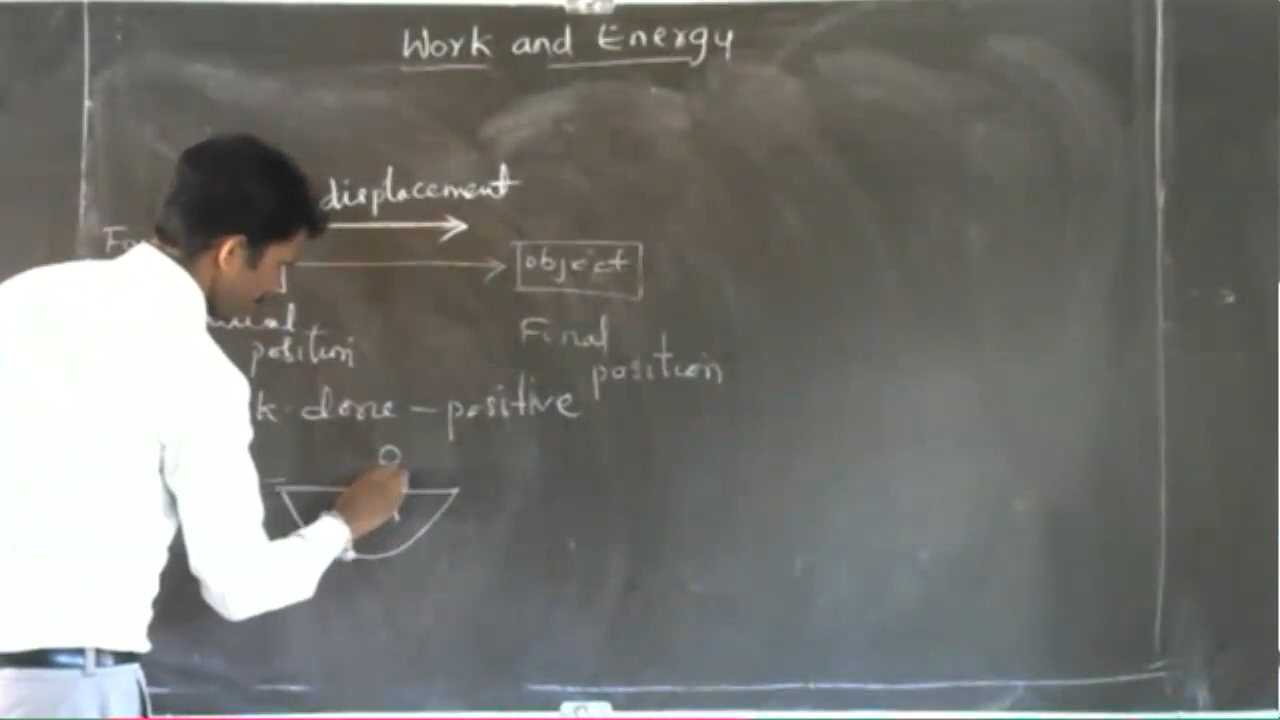 Work and Energy
displacement
object
position
Final
position
done - positive